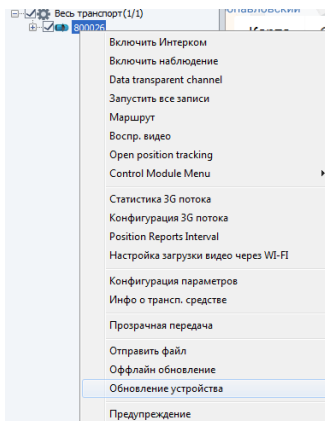 Весь транспорт(1/1)
800026
Включить Интерком
Включить наблюдение
Data transparent channel
Запустить все записи
Маршрут
Воспр. видео
Open position tracking
Control Module Menu
Статистика 3G потока
Конфигурация 3G потока
Position Reports Interval
Настройка загрузки видео через WI-FI
Конфигурация параметров
Инфо о трансп. средстве
Прозрачная передача
Отправить файл
Оффлайн обновление
Обновление устройства
Предупреждение